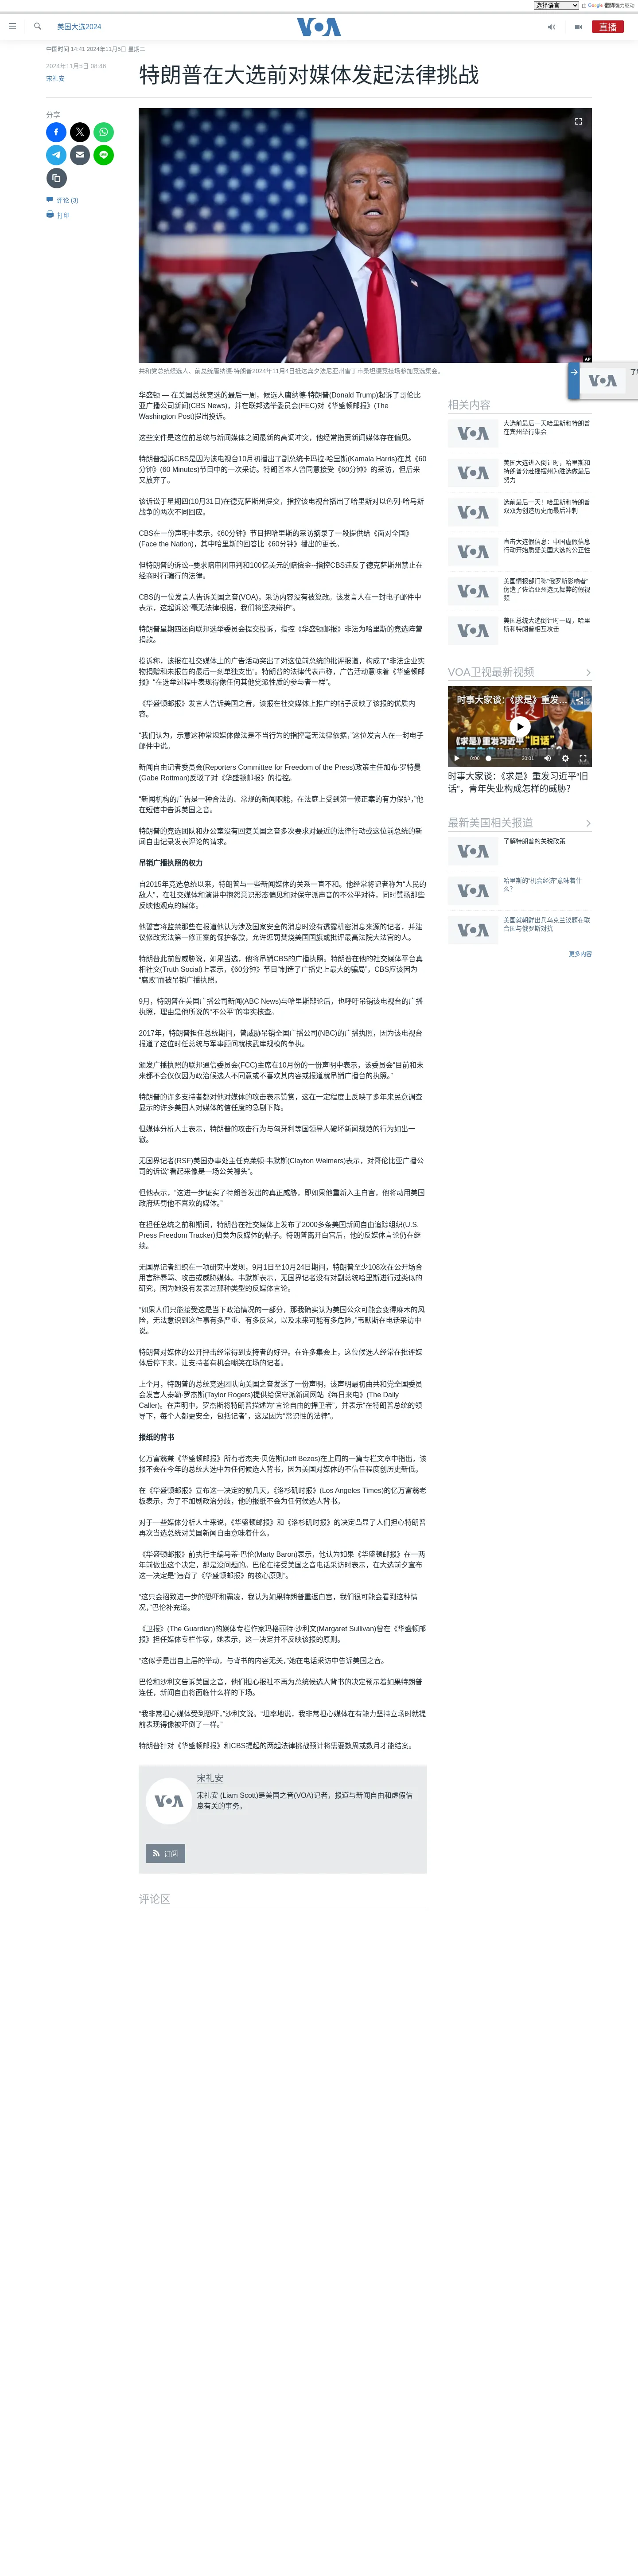 选择语言
由 Google 翻译强力驱动
美国大选2024
VOA
直播
中国时间 14:41 2024年11月5日 星期二
2024年11月5日 08:46
宋礼安
特朗普在大选前对媒体发起法律挑战
分享
评论 (3)
打印
AP
共和党总统候选人、前总统唐纳德·特朗普2024年11月4日抵达宾夕法尼亚州雷丁市桑坦德竞技场参加竞选集会。
华盛顿 — 在美国总统竞选的最后一周，候选人唐纳德·特朗普(Donald Trump)起诉了哥伦比
亚广播公司新闻(CBS News)，并在联邦选举委员会(FEC)对《华盛顿邮报》(The
Washington Post)提出投诉。
这些案件是这位前总统与新闻媒体之间最新的高调冲突，他经常指责新闻媒体存在偏见。
特朗普起诉CBS是因为该电视台10月初播出了副总统卡玛拉·哈里斯(Kamala Harris)在其《60
分钟》(60 Minutes)节目中的一次采访。特朗普本人曾同意接受《60分钟》的采访，但后来
又放弃了。
该诉讼于星期四(10月31日)在德克萨斯州提交，指控该电视台播出了哈里斯对以色列-哈马斯
战争的两次不同回应。
CBS在一份声明中表示，《60分钟》节目把哈里斯的采访摘录了一段提供给《面对全国》
(Face the Nation)，其中哈里斯的回答比《60分钟》播出的更长。
但特朗普的诉讼--要求陪审团审判和100亿美元的赔偿金--指控CBS违反了德克萨斯州禁止在
经商时行骗行的法律。
CBS的一位发言人告诉美国之音(VOA)，采访内容没有被篡改。该发言人在一封电子邮件中
表示，这起诉讼“毫无法律根据，我们将坚决辩护”。
特朗普星期四还向联邦选举委员会提交投诉，指控《华盛顿邮报》非法为哈里斯的竞选阵营
捐款。
投诉称，该报在社交媒体上的广告活动突出了对这位前总统的批评报道，构成了“非法企业实
物捐赠和未报告的最后一刻单独支出”。特朗普的法律代表声称，广告活动意味着《华盛顿邮
报》“在选举过程中表现得像任何其他党派性质的参与者一样”。
《华盛顿邮报》发言人告诉美国之音，该报在社交媒体上推广的帖子反映了该报的优质内
容。
“我们认为，示意这种常规媒体做法是不当行为的指控毫无法律依据，”这位发言人在一封电子
邮件中说。
新闻自由记者委员会(Reporters Committee for Freedom of the Press)政策主任加布·罗特曼
(Gabe Rottman)反驳了对《华盛顿邮报》的指控。
“新闻机构的广告是一种合法的、常规的新闻职能，在法庭上受到第一修正案的有力保护，”他
在短信中告诉美国之音。
特朗普的竞选团队和办公室没有回复美国之音多次要求对最近的法律行动或这位前总统的新
闻自由记录发表评论的请求。
吊销广播执照的权力
自2015年竞选总统以来，特朗普与一些新闻媒体的关系一直不和。他经常将记者称为“人民的
敌人”，在社交媒体和演讲中抱怨意识形态偏见和对保守派声音的不公平对待，同时赞扬那些
反映他观点的媒体。
他誓言将监禁那些在报道他认为涉及国家安全的消息时没有透露机密消息来源的记者，并建
议修改宪法第一修正案的保护条款，允许惩罚焚烧美国国旗或批评最高法院大法官的人。
特朗普此前曾威胁说，如果当选，他将吊销CBS的广播执照。特朗普在他的社交媒体平台真
相社交(Truth Social)上表示，《60分钟》节目“制造了广播史上最大的骗局”，CBS应该因为
“腐败”而被吊销广播执照。
9月，特朗普在美国广播公司新闻(ABC News)与哈里斯辩论后，也呼吁吊销该电视台的广播
执照，理由是他所说的“不公平”的事实核查。
2017年，特朗普担任总统期间，曾威胁吊销全国广播公司(NBC)的广播执照，因为该电视台
报道了这位时任总统与军事顾问就核武库规模的争执。
颁发广播执照的联邦通信委员会(FCC)主席在10月份的一份声明中表示，该委员会“目前和未
来都不会仅仅因为政治候选人不同意或不喜欢其内容或报道就吊销广播台的执照。”
特朗普的许多支持者都对他对媒体的攻击表示赞赏，这在一定程度上反映了多年来民意调查
显示的许多美国人对媒体的信任度的急剧下降。
但媒体分析人士表示，特朗普的攻击行为与匈牙利等国领导人破坏新闻规范的行为如出一
辙。
无国界记者(RSF)美国办事处主任克莱顿·韦默斯(Clayton Weimers)表示，对哥伦比亚广播公
司的诉讼“看起来像是一场公关噱头”。
但他表示，“这进一步证实了特朗普发出的真正威胁，即如果他重新入主白宫，他将动用美国
政府惩罚他不喜欢的媒体。”
在担任总统之前和期间，特朗普在社交媒体上发布了2000多条美国新闻自由追踪组织(U.S.
Press Freedom Tracker)归类为反媒体的帖子。特朗普离开白宫后，他的反媒体言论仍在继
续。
无国界记者组织在一项研究中发现，9月1日至10月24日期间，特朗普至少108次在公开场合
用言辞辱骂、攻击或威胁媒体。韦默斯表示，无国界记者没有对副总统哈里斯进行过类似的
研究，因为她没有发表过那种类型的反媒体言论。
“如果人们只能接受这是当下政治情况的一部分，那我确实认为美国公众可能会变得麻木的风
险，无法意识到这件事有多严重、有多反常，以及未来可能有多危险，”韦默斯在电话采访中
说。
特朗普对媒体的公开抨击经常得到支持者的好评。在许多集会上，这位候选人经常在批评媒
体后停下来，让支持者有机会嘲笑在场的记者。
上个月，特朗普的总统竞选团队向美国之音发送了一份声明，该声明最初由共和党全国委员
会发言人泰勒·罗杰斯(Taylor Rogers)提供给保守派新闻网站《每日来电》(The Daily
Caller)。在声明中，罗杰斯将特朗普描述为“言论自由的捍卫者”，并表示“在特朗普总统的领
导下，每个人都更安全，包括记者”，这是因为“常识性的法律”。
报纸的背书
亿万富翁兼《华盛顿邮报》所有者杰夫·贝佐斯(Jeff Bezos)在上周的一篇专栏文章中指出，该
报不会在今年的总统大选中为任何候选人背书，因为美国对媒体的不信任程度创历史新低。
在《华盛顿邮报》宣布这一决定的前几天，《洛杉矶时报》(Los Angeles Times)的亿万富翁老
板表示，为了不加剧政治分歧，他的报纸不会为任何候选人背书。
对于一些媒体分析人士来说，《华盛顿邮报》和《洛杉矶时报》的决定凸显了人们担心特朗普
再次当选总统对美国新闻自由意味着什么。
《华盛顿邮报》前执行主编马蒂·巴伦(Marty Baron)表示，他认为如果《华盛顿邮报》在一两
年前做出这个决定，那是没问题的。巴伦在接受美国之音电话采访时表示，在大选前夕宣布
这一决定是“违背了《华盛顿邮报》的核心原则”。
“这只会招致进一步的恐吓和霸凌，我认为如果特朗普重返白宫，我们很可能会看到这种情
况，”巴伦补充道。
《卫报》(The Guardian)的媒体专栏作家玛格丽特·沙利文(Margaret Sullivan)曾在《华盛顿邮
报》担任媒体专栏作家，她表示，这一决定并不反映该报的原则。
“这似乎是出自上层的举动，与背书的内容无关，”她在电话采访中告诉美国之音。
巴伦和沙利文告诉美国之音，他们担心报社不再为总统候选人背书的决定预示着如果特朗普
连任，新闻自由将面临什么样的下场。
“我非常担心媒体受到恐吓，”沙利文说。“坦率地说，我非常担心媒体在有能力坚持立场时就提
前表现得像被吓倒了一样。”
特朗普针对《华盛顿邮报》和CBS提起的两起法律挑战预计将需要数周或数月才能结案。
VOA
宋礼安
宋礼安 (Liam Scott)是美国之音(VOA)记者，报道与新闻自由和虚假信
息有关的事务。
订阅
评论区
相关内容
大选前最后一天哈里斯和特朗普
在宾州举行集会
美国大选进入倒计时，哈里斯和
特朗普分赴摇摆州为胜选做最后
努力
选前最后一天！哈里斯和特朗普
双双为创造历史而最后冲刺
直击大选假信息：中国虚假信息
行动开始质疑美国大选的公正性
美国情报部门称“俄罗斯影响者”
伪造了佐治亚州选民舞弊的假视
频
美国总统大选倒计时一周，哈里
斯和特朗普相互攻击
VOA卫视最新视频
时事大家谈：《求是》重发...
《求是》重发习近平“旧话”
0:00
20:01
时事大家谈：《求是》重发习近平“旧
话”，青年失业构成怎样的威胁？
最新美国相关报道
了解特朗普的关税政策
哈里斯的“机会经济”意味着什
么？
美国就朝鲜出兵乌克兰议题在联
合国与俄罗斯对抗
更多内容